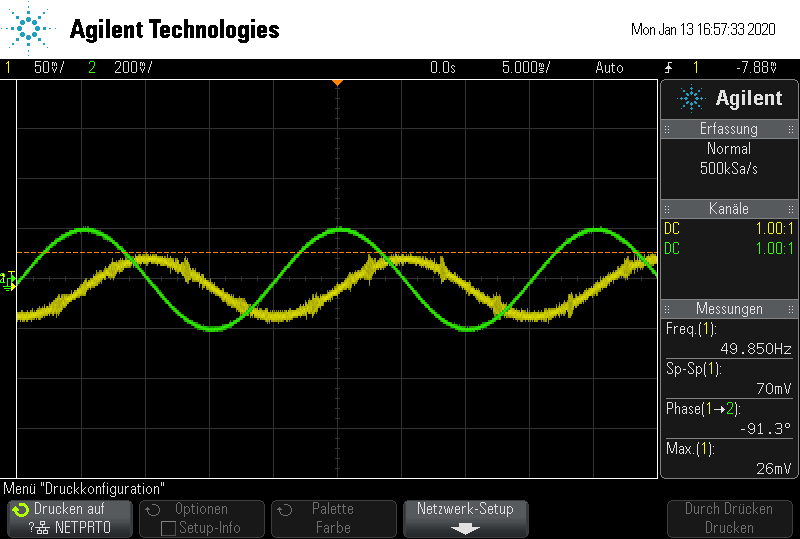 Agilent Technologies
Mon Jan 13 16:57:33 2020
1 50mV/ 2 200mV/ 0.0s 5.000ms/ Auto 1 -7.88mV
Agilent
Erfassung
Normal
500kSa/s
Kanäle
DC 1.00:1
DC 1.00:1
Messungen
Freq.(1):
49.850Hz
Sp-Sp(1):
70mV
Phase(1→2):
-91.3°
Max.(1):
26mV
Menü "Druckkonfiguration"
Drucken auf
? NETPRT0
Optionen
Setup-Info
Palette
Farbe
Netzwerk-Setup
Durch Drücken
Drucken